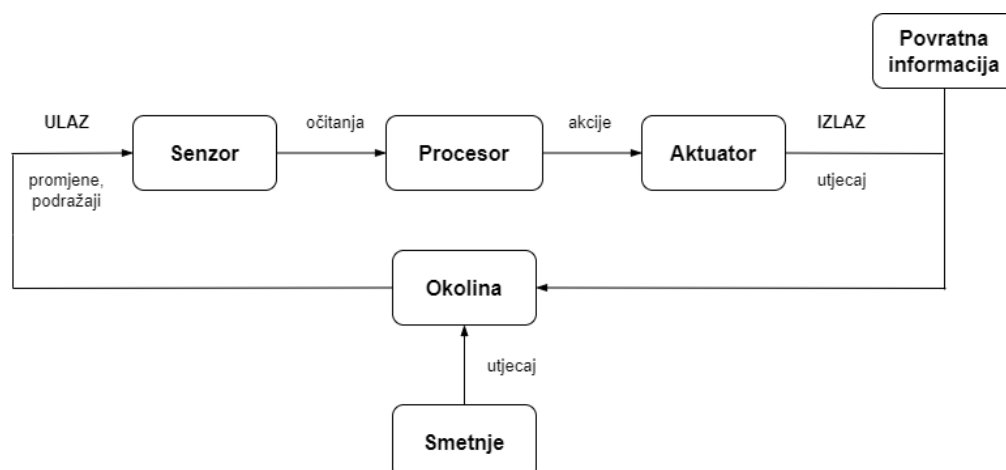 Povratna
informacija
ULAZ
očitanja
akcije
IZLAZ
Senzor
Procesor
Aktuator
promjene,
podražaji
utjecaj
Okolina
utjecaj
Smetnje